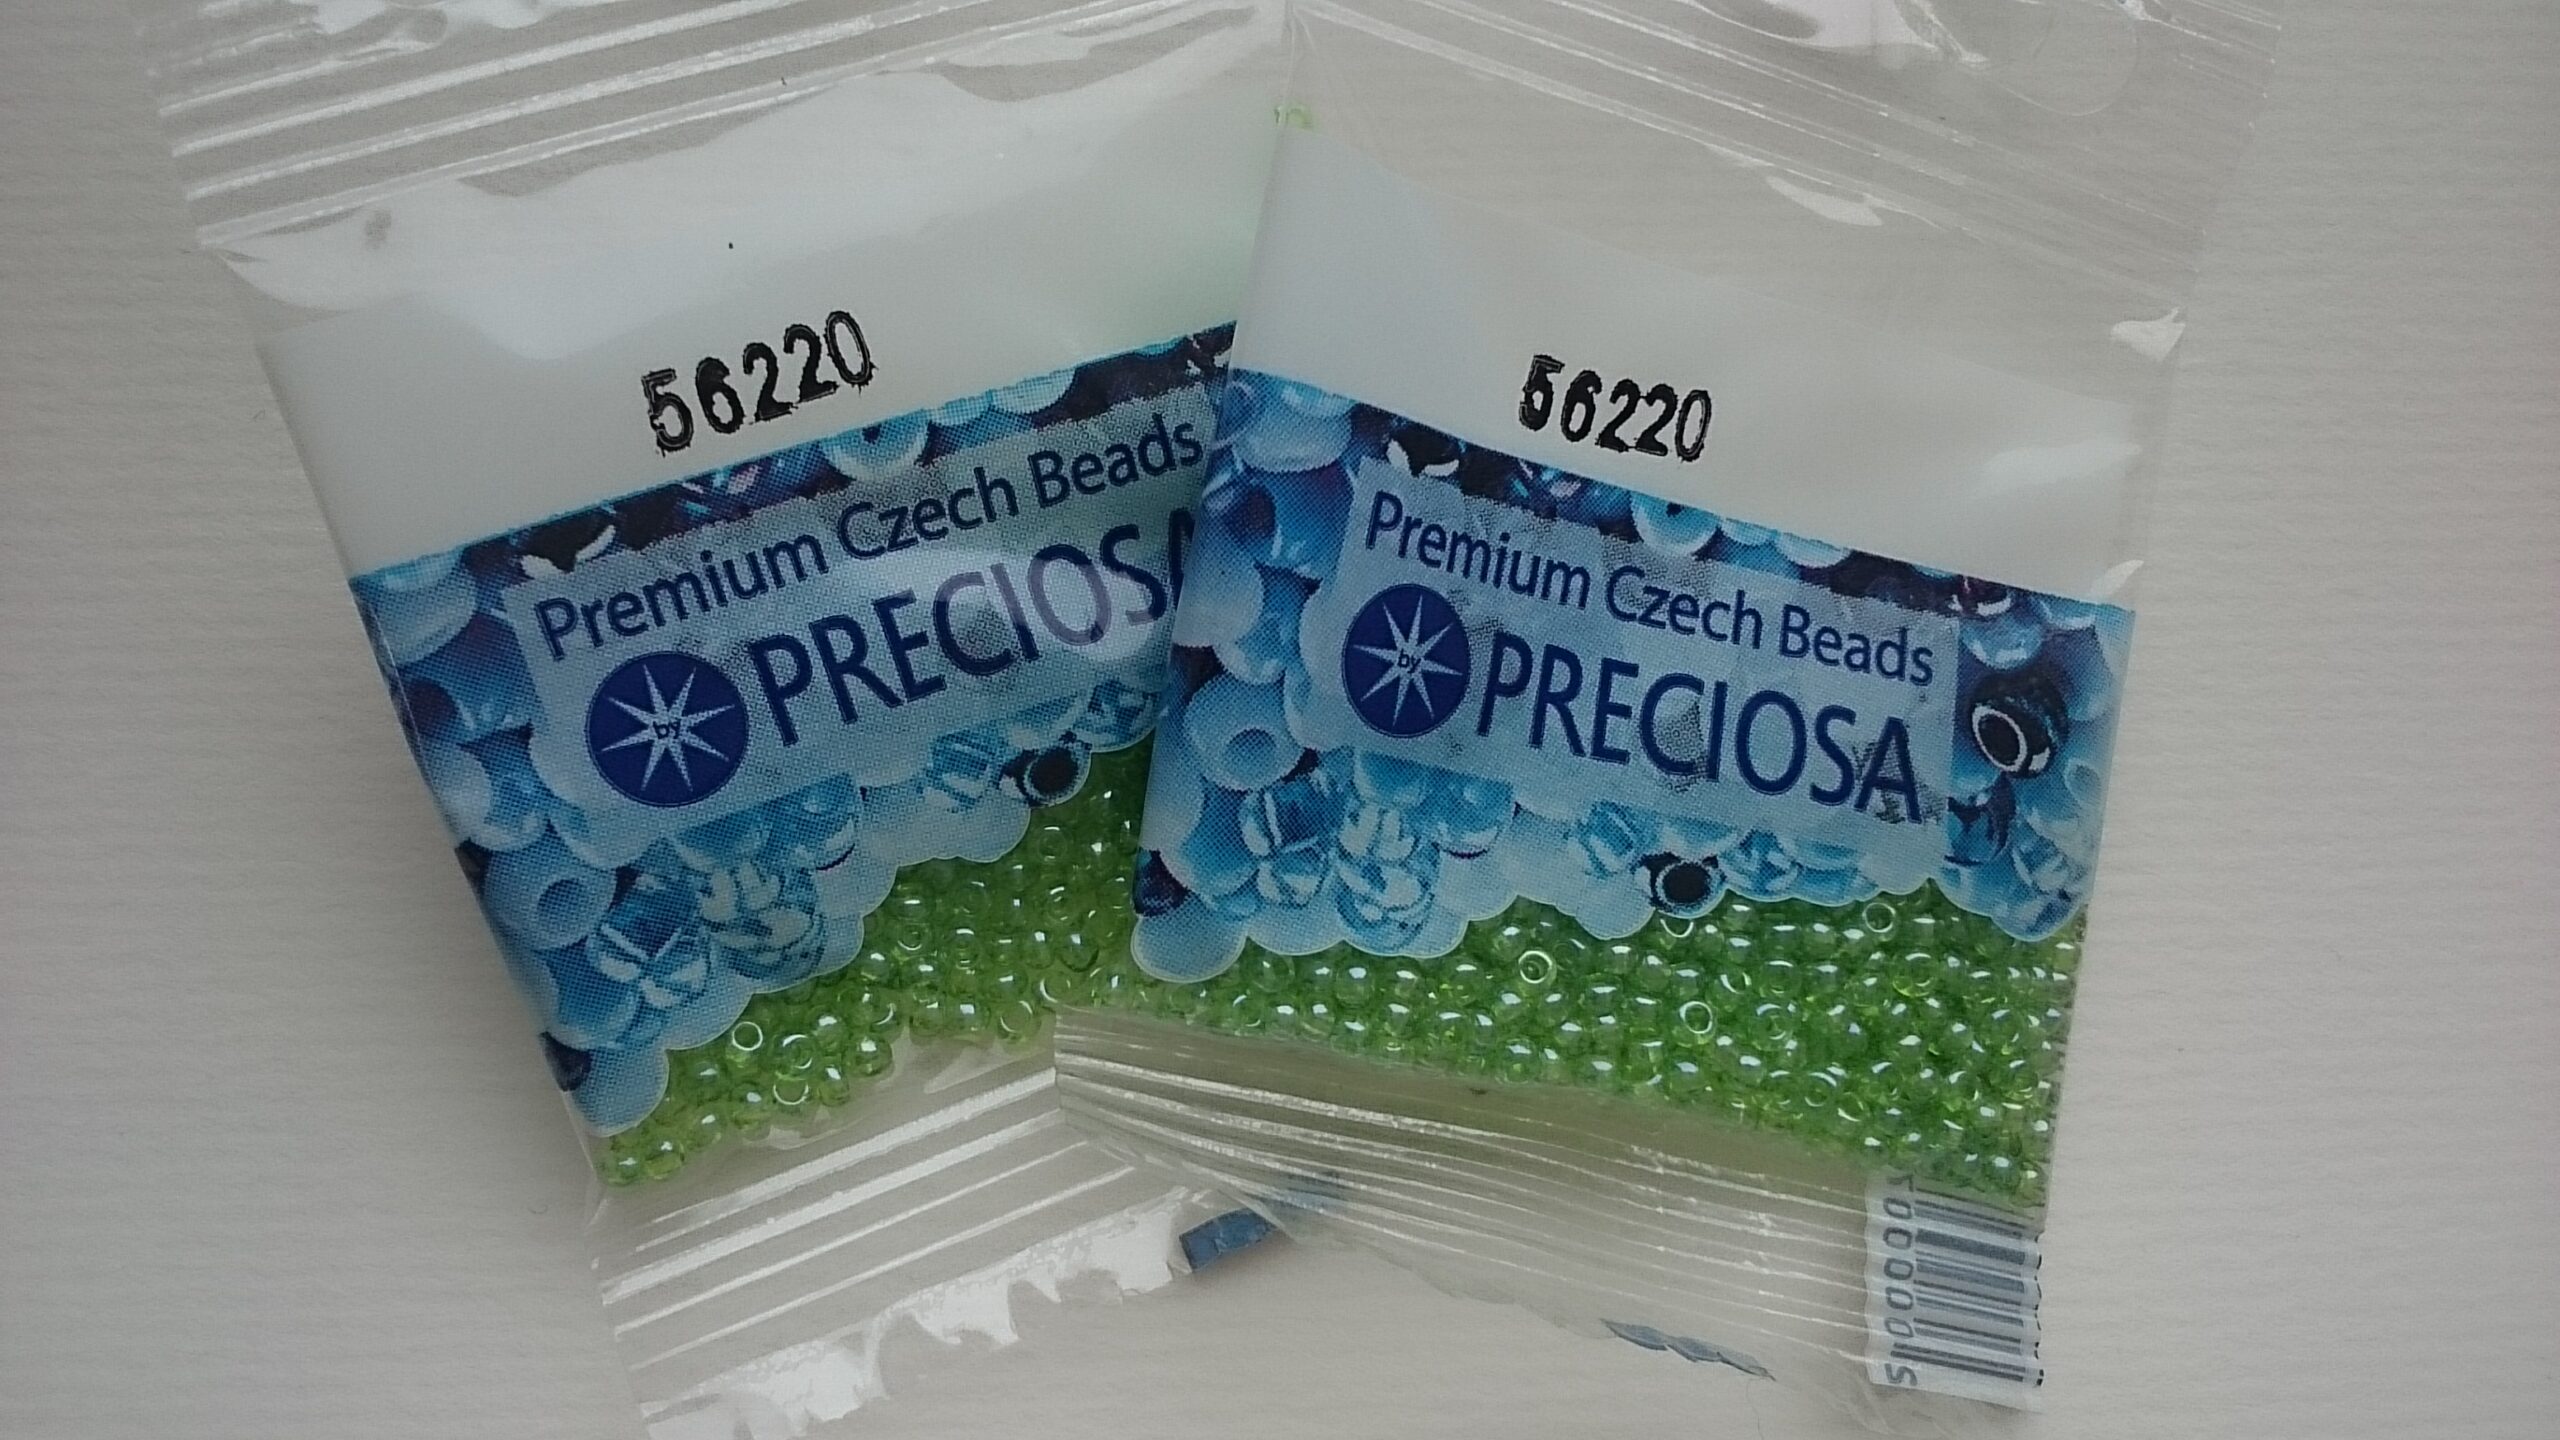 56220
Premium Czech Beads
by PRECIOSA
56220
Premium Czech Beads
by PRECIOSA